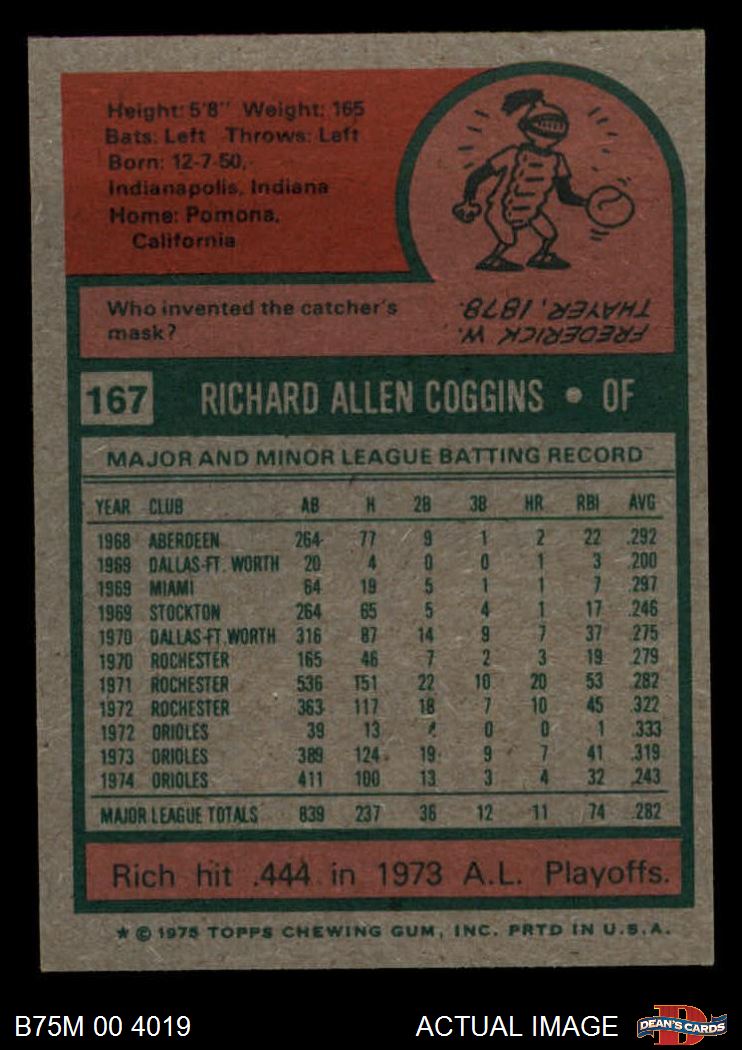 Height: 5'8" Weight: 165
Bats: Left Throws: Left
Born: 12-7-50,
Indianapolis, Indiana
Home: Pomona,
California
Who invented the catcher's
mask?
FREDERICK W.
THAYER, 1878.
167 RICHARD ALLEN COGGINS • OF
MAJOR AND MINOR LEAGUE BATTING RECORD
YEAR CLUB AB H 2B 3B HR RBI AVG
1968 ABERDEEN 264 77 9 1 2 22 .292
1969 DALLAS-FT. WORTH 20 4 0 0 1 3 .200
1969 MIAMI 64 19 5 1 1 7 .297
1969 STOCKTON 264 65 5 4 1 17 .246
1970 DALLAS-FT. WORTH 316 87 14 9 7 37 .275
1970 ROCHESTER 165 46 7 2 3 19 .279
1971 ROCHESTER 536 151 22 10 20 53 .282
1972 ROCHESTER 363 117 18 7 10 45 .322
1972 ORIOLES 39 13 4 0 0 1 .333
1973 ORIOLES 389 124 19 9 7 41 .319
1974 ORIOLES 411 100 13 3 4 32 .243
MAJOR LEAGUE TOTALS 839 237 36 12 11 74 .282
Rich hit .444 in 1973 A.L. Playoffs.
* © 1975 TOPPS CHEWING GUM, INC. PRTD IN U.S.A.
B75M 00 4019 ACTUAL IMAGE DEAN'S CARDS